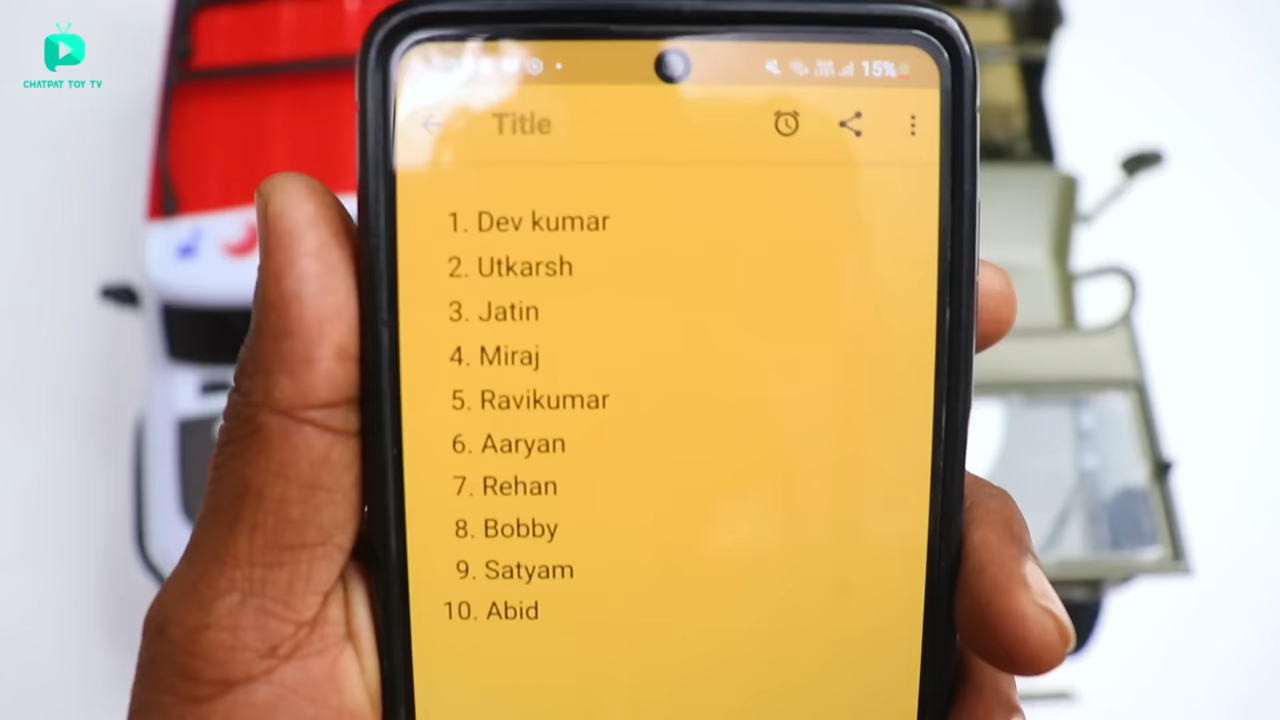 CHATPAT TOY TV
15%
Title
1. Dev kumar
2. Utkarsh
3. Jatin
4. Miraj
5. Ravikumar
6. Aaryan
7. Rehan
8. Bobby
9. Satyam
10. Abid